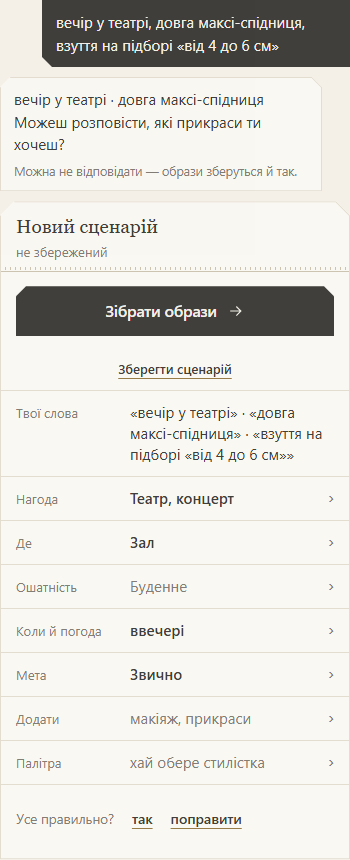 вечір у театрі, довга максі-спідниця,
взуття на підборі «від 4 до 6 см»
вечір у театрі · довга максі-спідниця
Можеш розповісти, які прикраси ти
хочеш?
Можна не відповідати — образи зберуться й так.
Новий сценарій
не збережений
Зібрати образи →
Зберегти сценарій
Твої слова «вечір у театрі» · «довга
максі-спідниця» · «взуття на
підборі «від 4 до 6 см»»
Нагода Театр, концерт ›
Де Зал ›
Ошатність Буденне ›
Коли й погода ввечері ›
Мета Звично ›
Додати макіяж, прикраси ›
Палітра хай обере стилістка ›
Усе правильно? так поправити